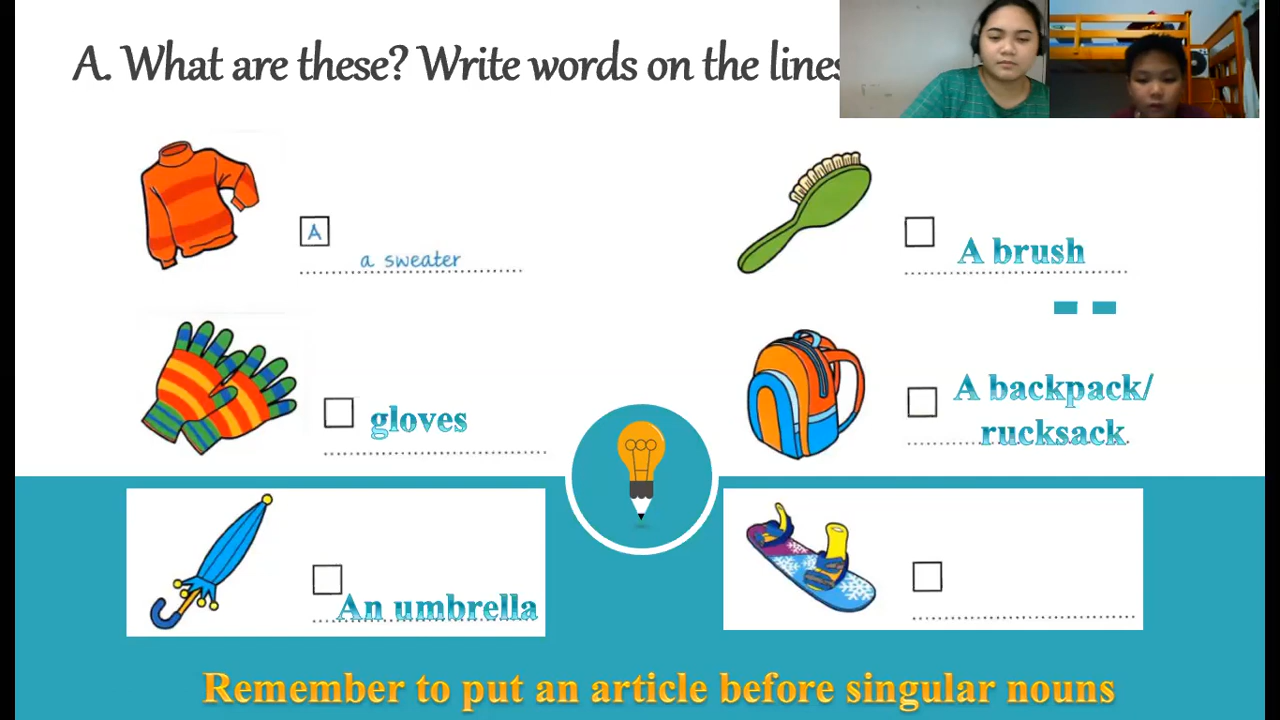 A. What are these? Write words on the lines
A
a sweater
A brush
gloves
A backpack/
rucksack
An umbrella
Remember to put an article before singular nouns